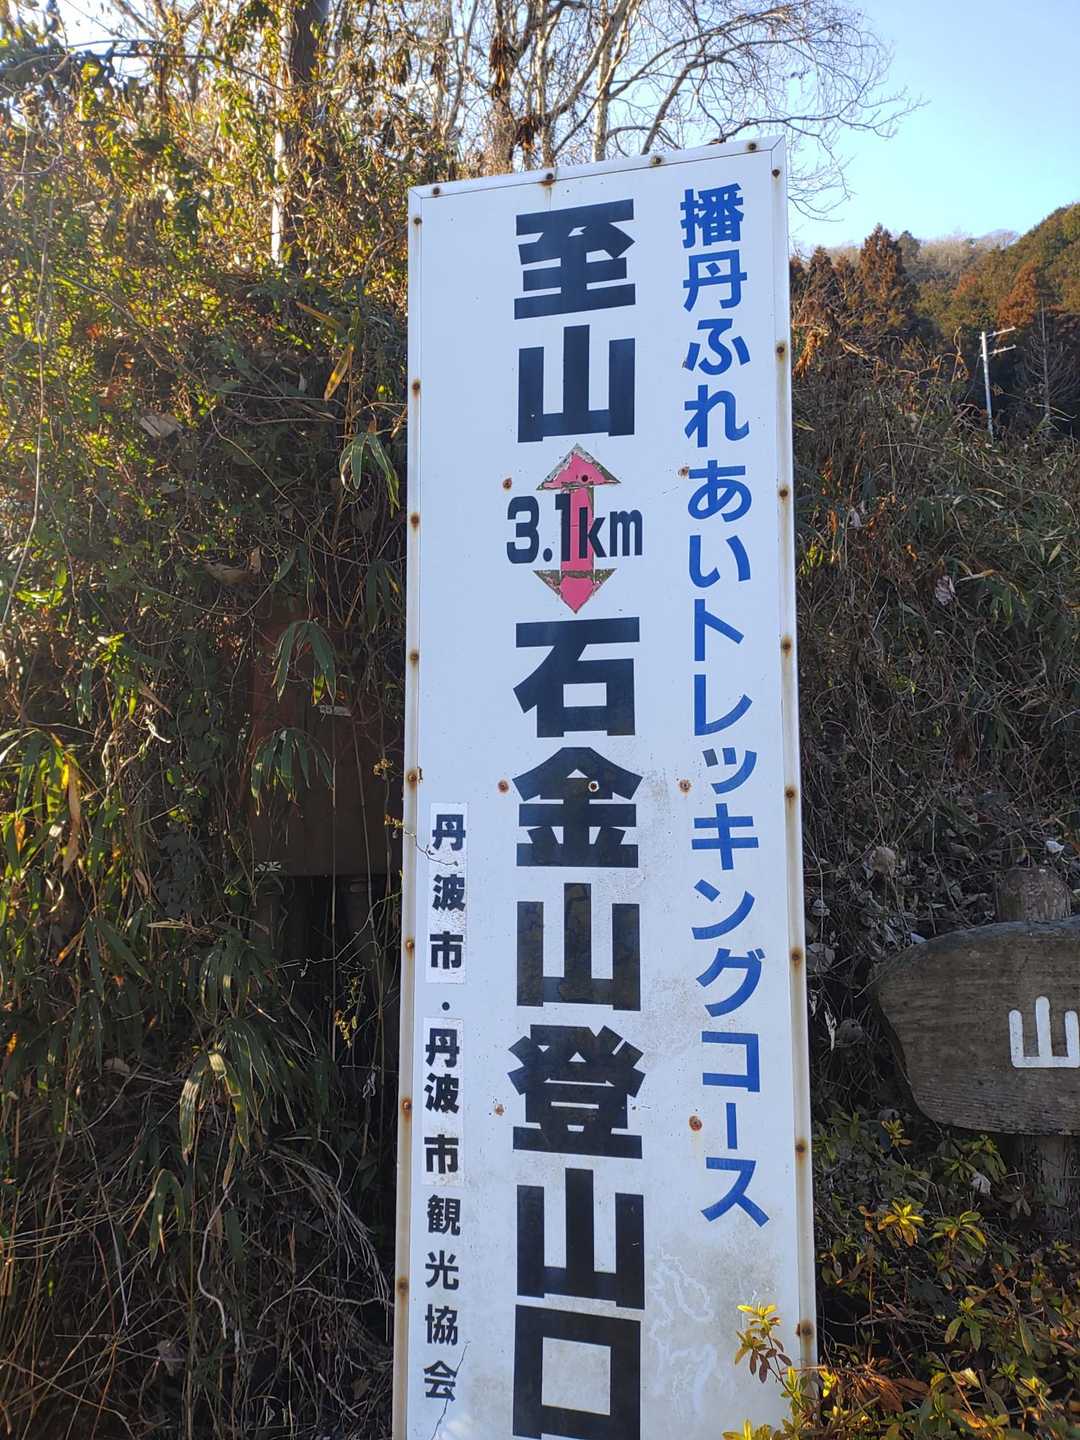 播丹ふれあいトレッキングコース
至山
3.1km
石金山登山口
丹波市・丹波市観光協会
山